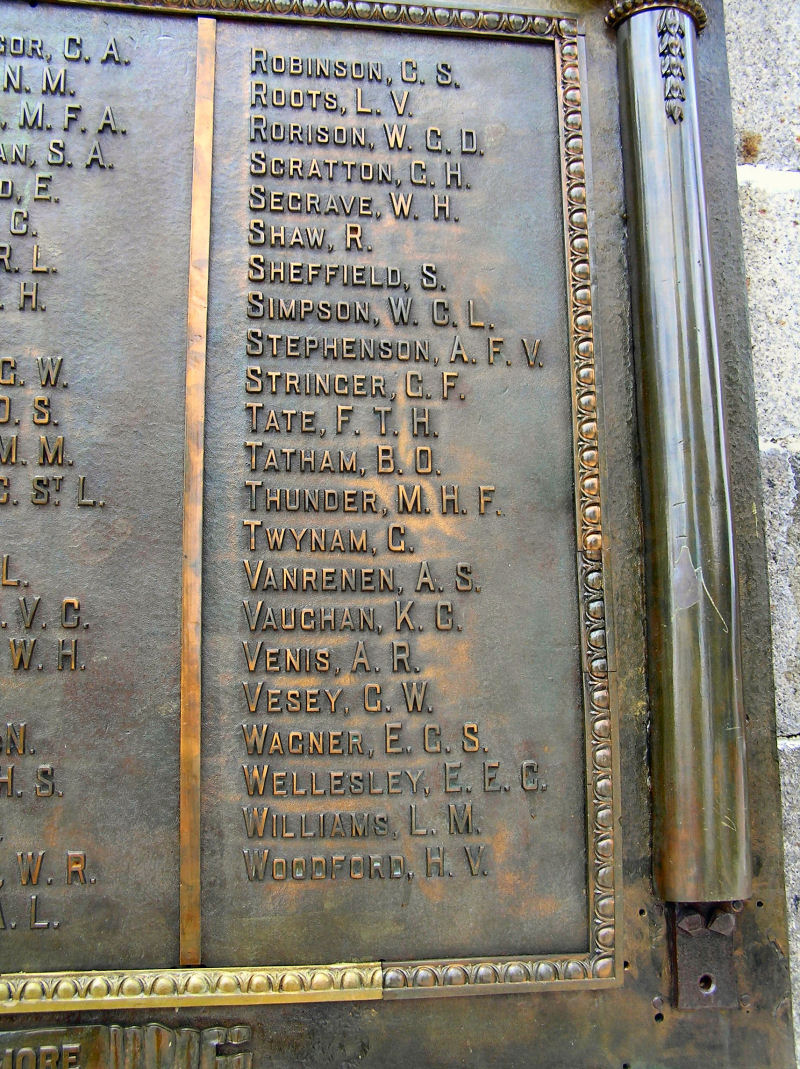 C. A.
N. M.
M. F. A.
S. A.
E.
C.
R. L.
H.
C. W.
D. S.
M. M.
C. ST L.
L.
V. C.
W. H.
N.
H. S.
W. R.
A. L.
ROBINSON, C. S.
ROOTS, L. V.
RORISON, W. G. D.
SCRATTON, G. H.
SEGRAVE, W. H.
SHAW, R.
SHEFFIELD, S.
SIMPSON, W. C. L.
STEPHENSON, A. F. V.
STRINGER, G. F.
TATE, F. T. H.
TATHAM, B. O.
THUNDER, M. H. F.
TWYNAM, G.
VANRENEN, A. S.
VAUGHAN, K. C.
VENIS, A. R.
VESEY, C. W.
WAGNER, E. C. S.
WELLESLEY, E. E. C.
WILLIAMS, L. M.
WOODFORD, H. V.